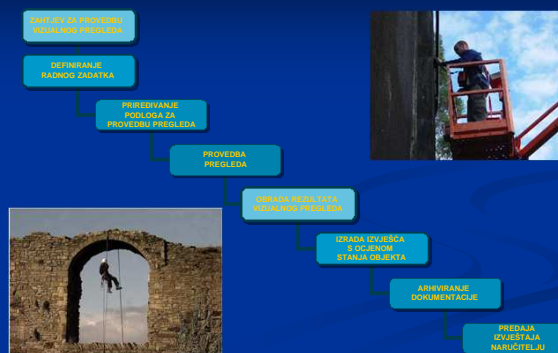 ZAHTJEV ZA PROVEDBU
VIZUALNOG PREGLEDA
DEFINIRANJE
RADNOG ZADATKA
PRIREĐIVANJE
PODLOGA ZA
PROVEDBU PREGLEDA
PROVEDBA
PREGLEDA
OBRADA REZULTATA
VIZUALNOG PREGLEDA
IZRADA IZVJEŠĆA
S OCJENOM
STANJA OBJEKTA
ARHIVIRANJE
DOKUMENTACIJE
PREDAJA
IZVJEŠTAJA
NARUČITELJU